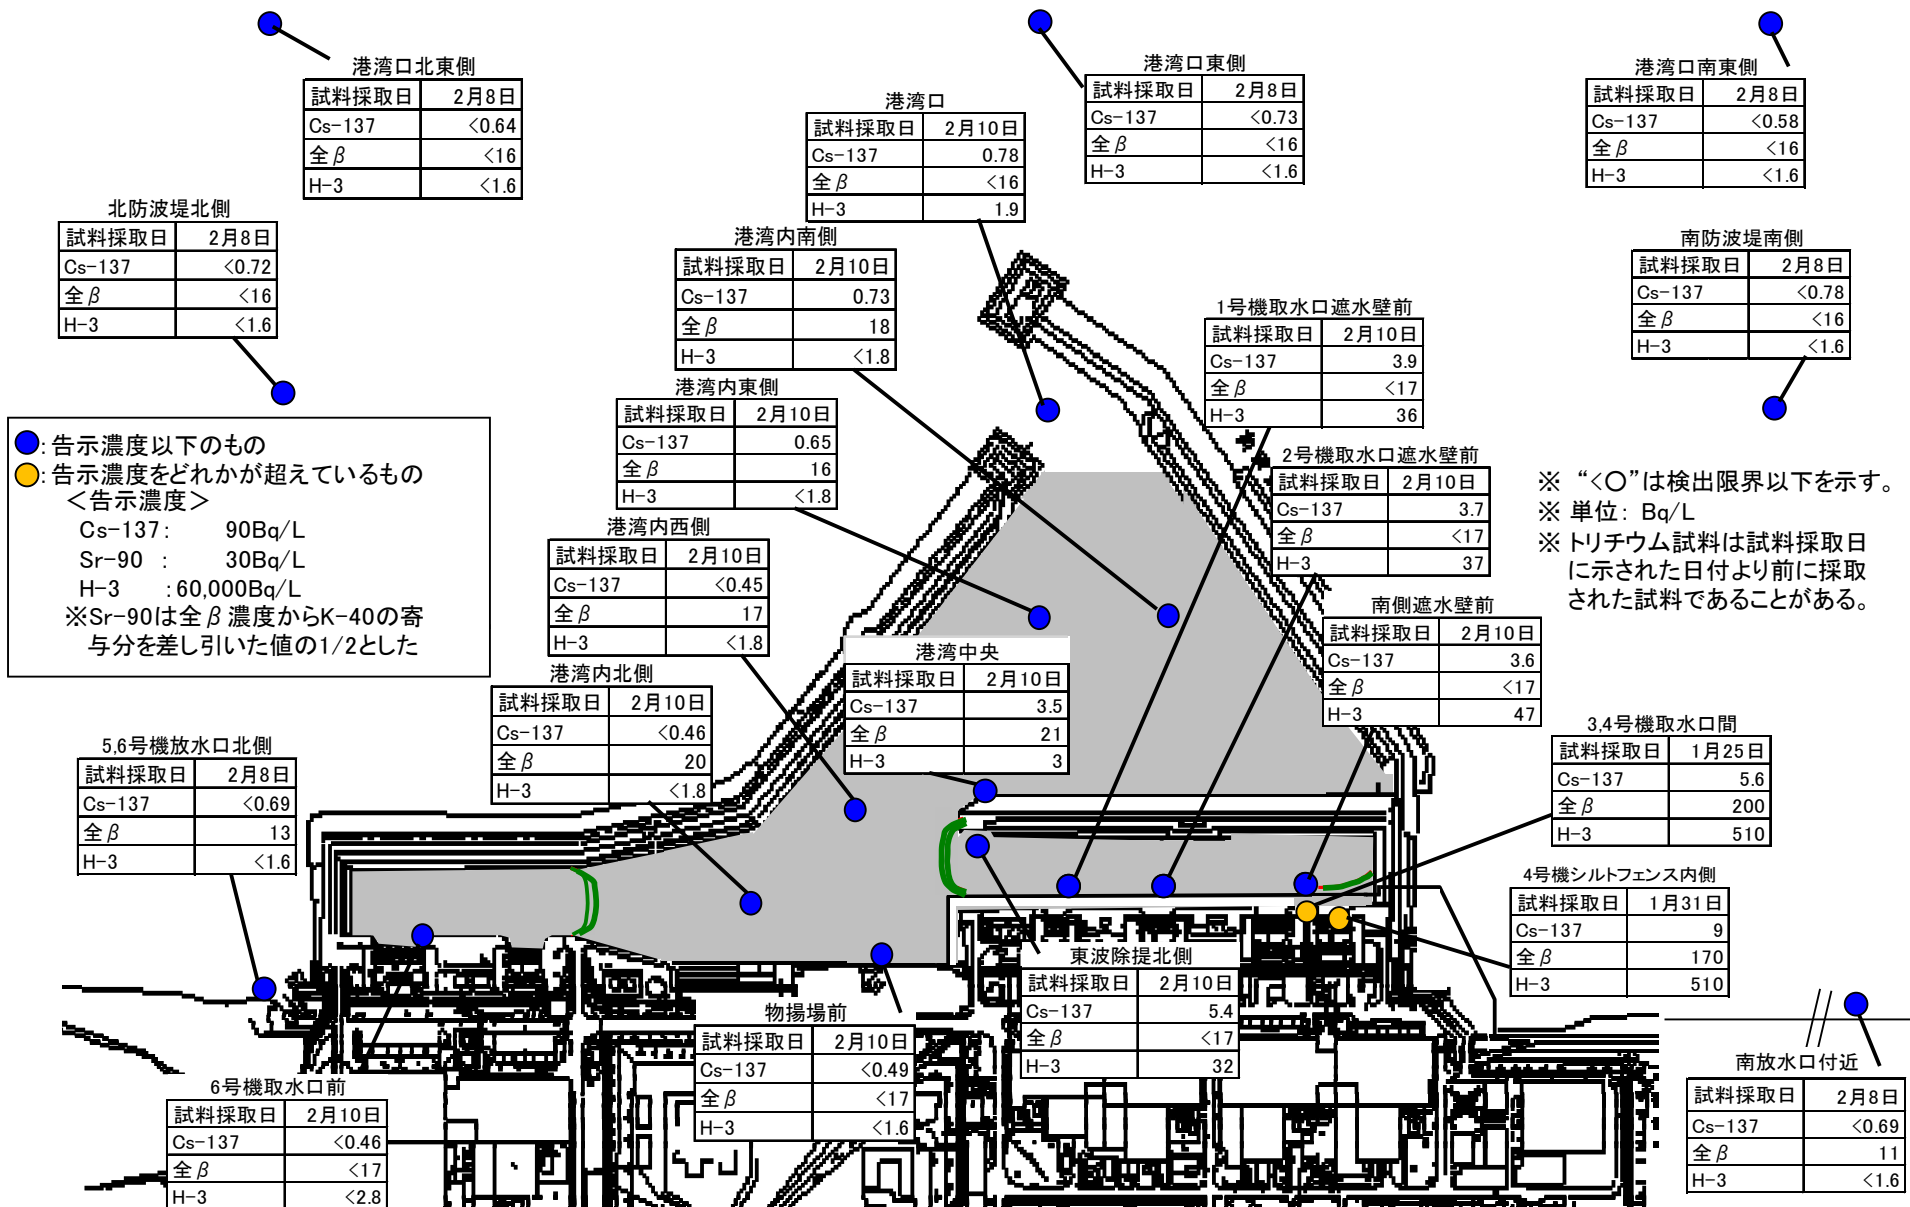 港湾口北東側
試料採取日 2月8日
Cs-137 <0.64
全β <16
H-3 <1.6
港湾口東側
試料採取日 2月8日
Cs-137 <0.73
全β <16
H-3 <1.6
港湾口南東側
試料採取日 2月8日
Cs-137 <0.58
全β <16
H-3 <1.6
港湾口
試料採取日 2月10日
Cs-137 0.78
全β <16
H-3 1.9
北防波堤北側
試料採取日 2月8日
Cs-137 <0.72
全β <16
H-3 <1.6
港湾内南側
試料採取日 2月10日
Cs-137 0.73
全β 18
H-3 <1.8
南防波堤南側
試料採取日 2月8日
Cs-137 <0.78
全β <16
H-3 <1.6
1号機取水口遮水壁前
試料採取日 2月10日
Cs-137 3.9
全β <17
H-3 36
港湾内東側
試料採取日 2月10日
Cs-137 0.65
全β 16
H-3 <1.8
:告示濃度以下のもの
:告示濃度をどれかが超えているもの
<告示濃度>
Cs-137: 90Bq/L
Sr-90 : 30Bq/L
H-3 :60,000Bq/L
※Sr-90は全β濃度からK-40の寄
与分を差し引いた値の1/2とした
2号機取水口遮水壁前
試料採取日 2月10日
Cs-137 3.7
全β <17
H-3 37
※ “<○”は検出限界以下を示す。
※ 単位: Bq/L
※ トリチウム試料は試料採取日
に示された日付より前に採取
された試料であることがある。
港湾内西側
試料採取日 2月10日
Cs-137 <0.45
全β 17
H-3 <1.8
南側遮水壁前
試料採取日 2月10日
Cs-137 3.6
全β <17
H-3 47
港湾中央
試料採取日 2月10日
Cs-137 3.5
全β 21
H-3 3
港湾内北側
試料採取日 2月10日
Cs-137 <0.46
全β 20
H-3 <1.8
3,4号機取水口間
試料採取日 1月25日
Cs-137 5.6
全β 200
H-3 510
5,6号機放水口北側
試料採取日 2月8日
Cs-137 <0.69
全β 13
H-3 <1.6
4号機シルトフェンス内側
試料採取日 1月31日
Cs-137 9
全β 170
H-3 510
東波除提北側
試料採取日 2月10日
Cs-137 5.4
全β <17
H-3 32
物揚場前
試料採取日 2月10日
Cs-137 <0.49
全β <17
H-3 <1.6
南放水口付近
試料採取日 2月8日
Cs-137 <0.69
全β 11
H-3 <1.6
6号機取水口前
試料採取日 2月10日
Cs-137 <0.46
全β <17
H-3 <2.8